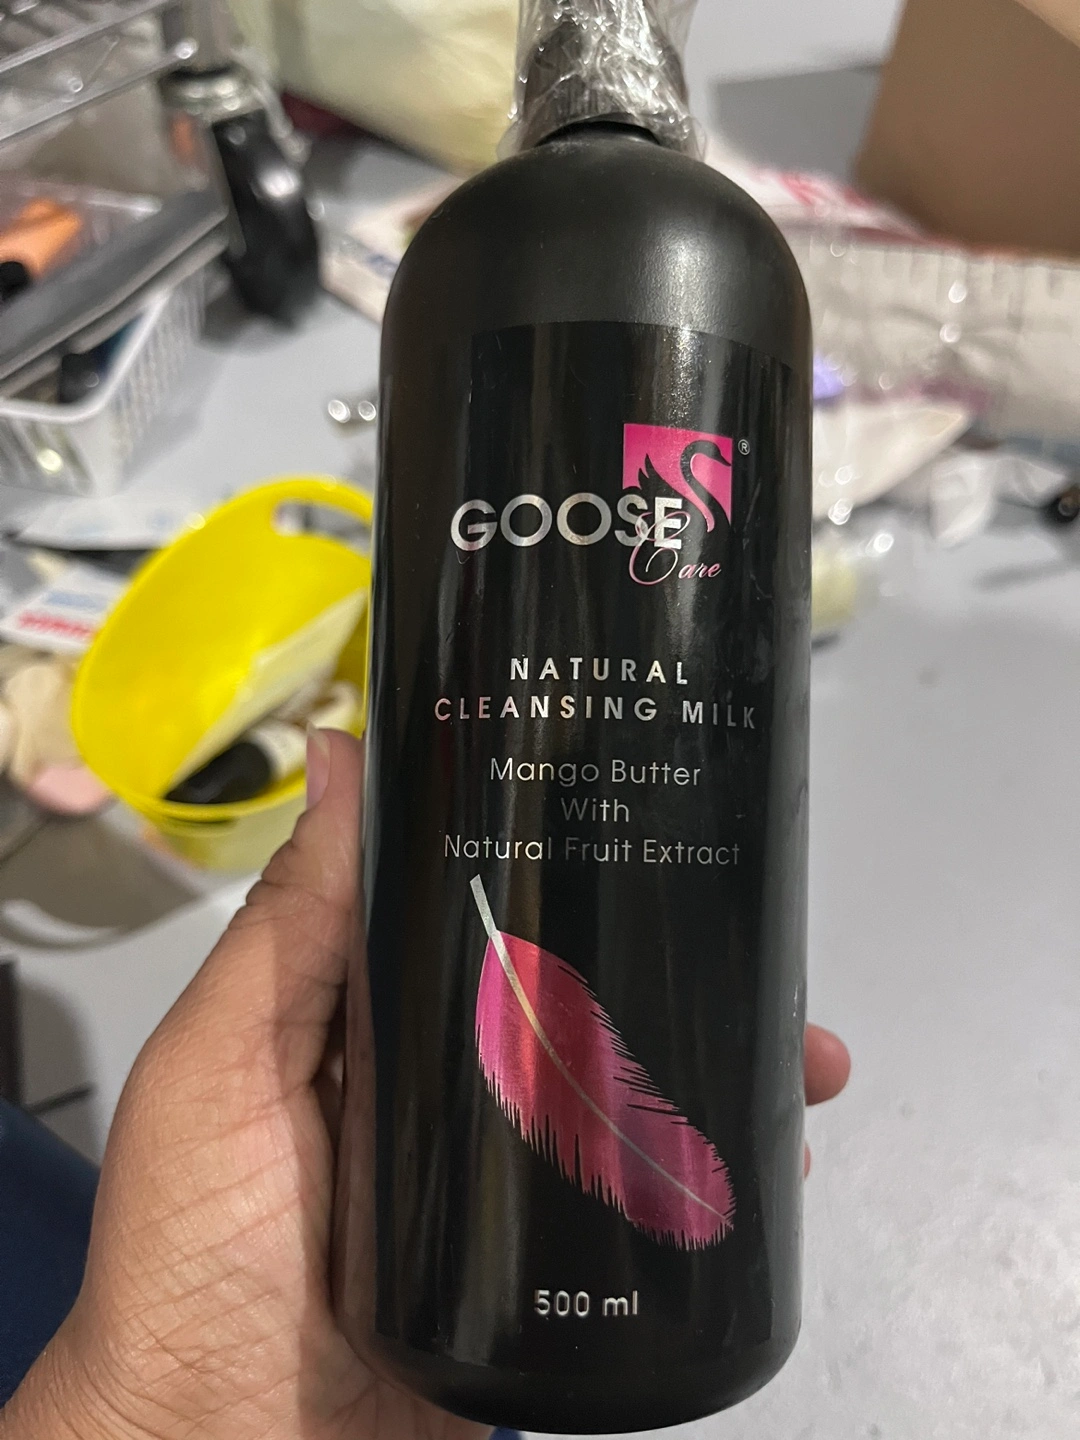 GOOSE
Care
®
NATURAL
CLEANSING MILK
Mango Butter
With
Natural Fruit Extract
500 ml